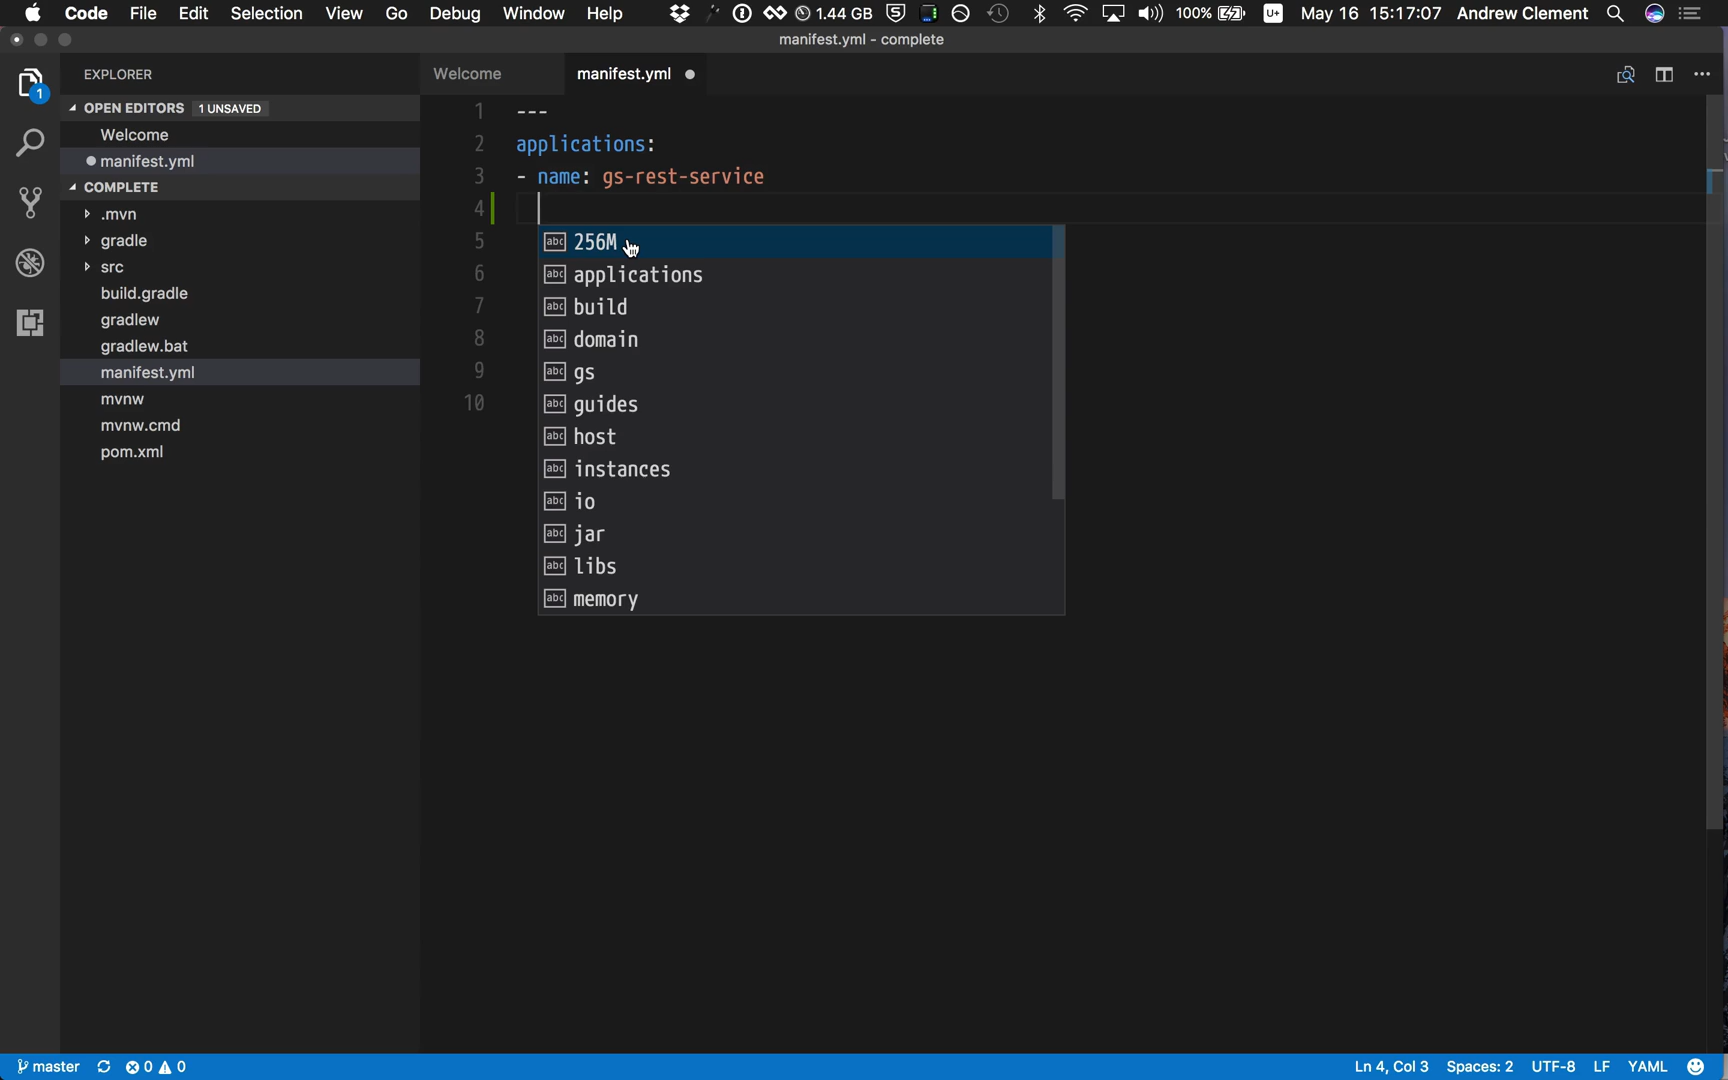 Code File Edit Selection View Go Debug Window Help 1.44 GB 100% U+ May 16 15:17:07 Andrew Clement
manifest.yml - complete
1
EXPLORER
OPEN EDITORS 1 UNSAVED
Welcome
manifest.yml
COMPLETE
.mvn
gradle
src
build.gradle
gradlew
gradlew.bat
manifest.yml
mvnw
mvnw.cmd
pom.xml
Welcome manifest.yml
1 ---
2 applications:
3 - name: gs-rest-service
4
5
6
7
8
9
10
abc 256M
abc applications
abc build
abc domain
abc gs
abc guides
abc host
abc instances
abc io
abc jar
abc libs
abc memory
master 0 0 Ln 4, Col 3 Spaces: 2 UTF-8 LF YAML